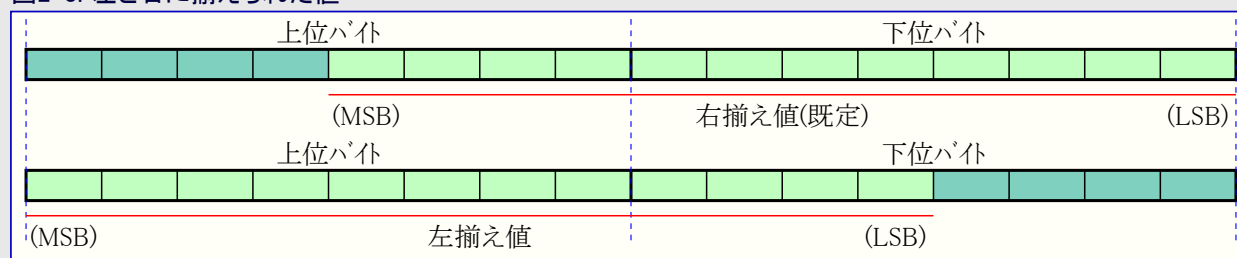 上位ﾊﾞｲﾄ 下位ﾊﾞｲﾄ
(MSB) 右揃え値(既定) (LSB)
上位ﾊﾞｲﾄ 下位ﾊﾞｲﾄ
(MSB) 左揃え値 (LSB)